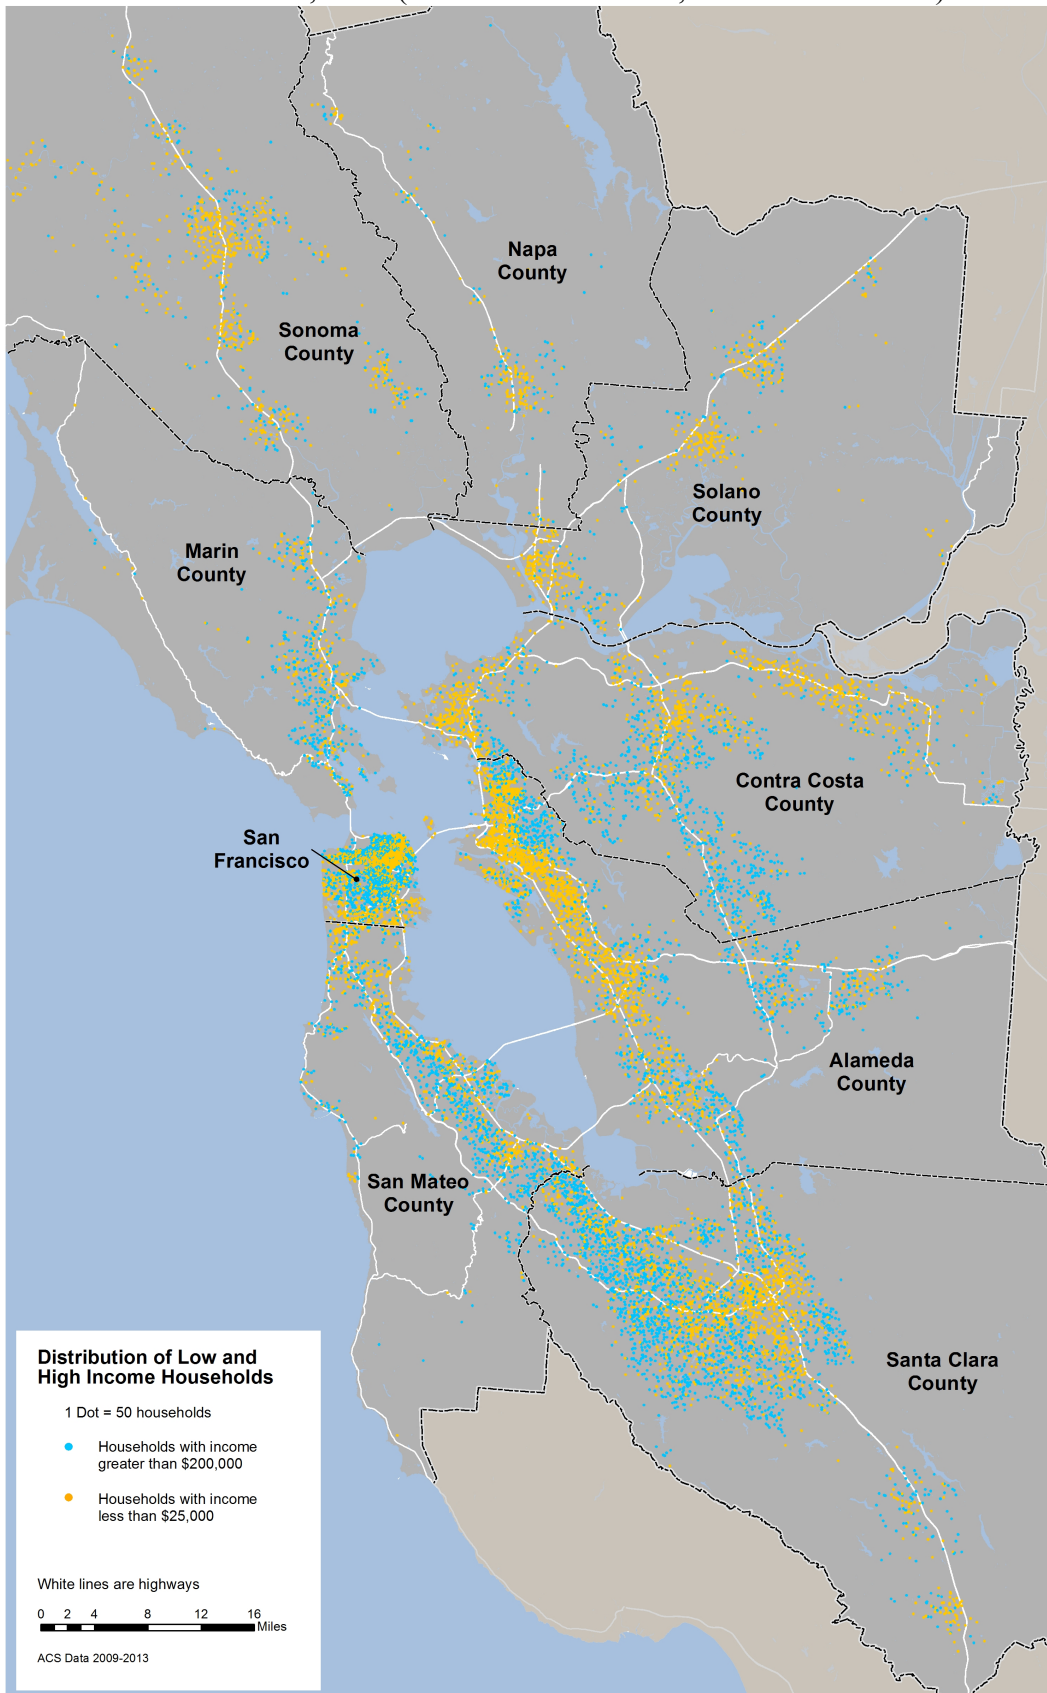 Napa
County
Sonoma
County
Solano
County
Marin
County
Contra Costa
County
San
Francisco
Alameda
County
San Mateo
County
Santa Clara
County
Distribution of Low and
High Income Households
1 Dot = 50 households
Households with income
greater than $200,000
Households with income
less than $25,000
White lines are highways
0 2 4 8 12 16
Miles
ACS Data 2009-2013